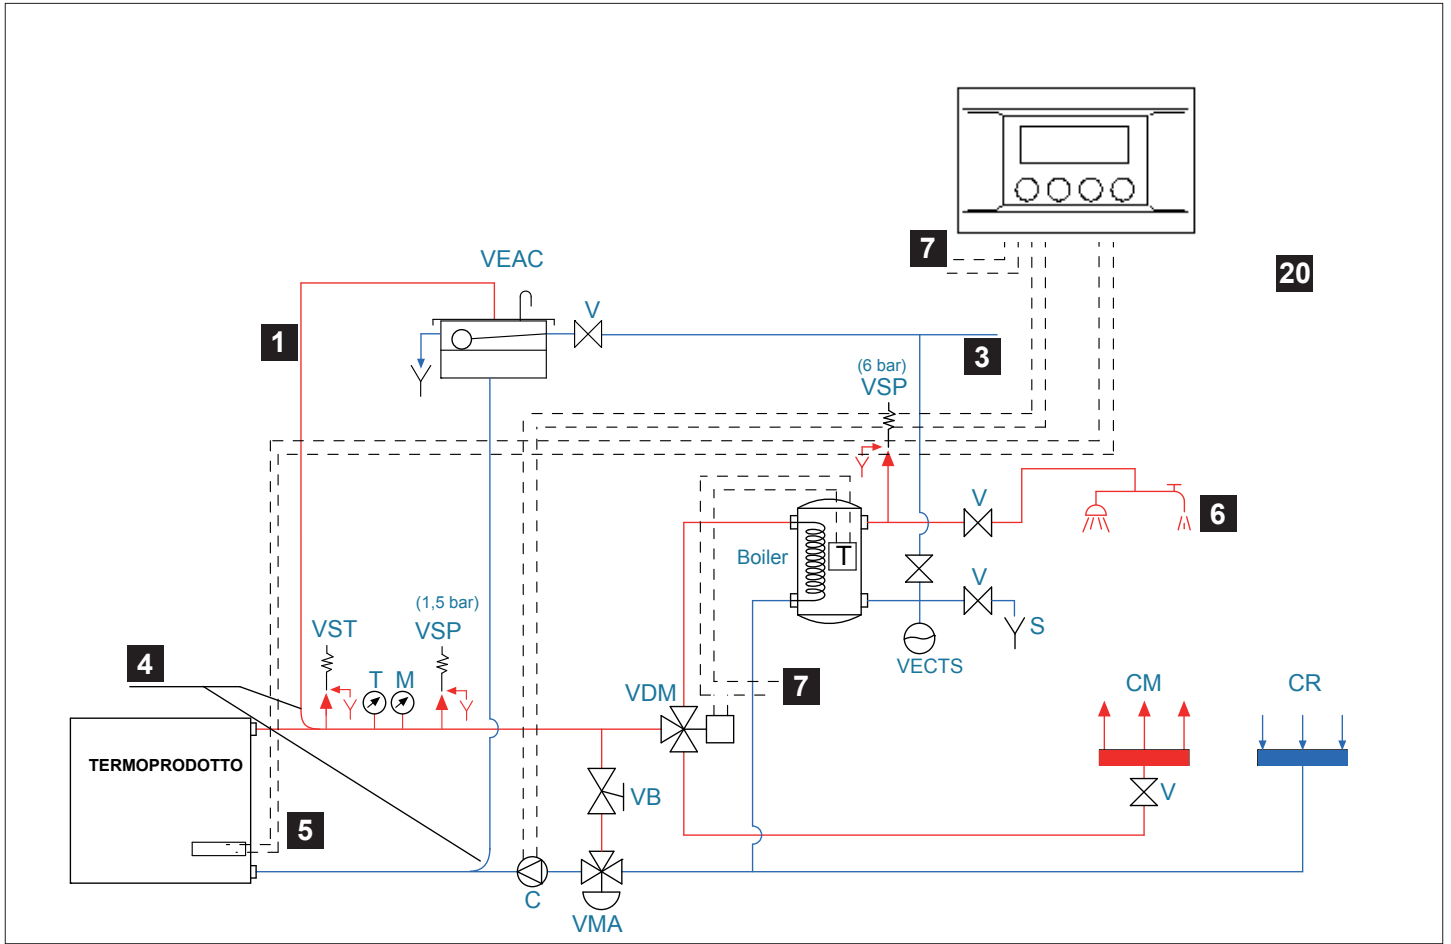 7
20
VEAC
V
1
3
(6 bar)
VSP
V
6
Boiler
T
V
S
VECTS
(1,5 bar)
VST
VSP
4
T M
7
VDM
CM
CR
TERMOPRODOTTO
VB
V
5
C
VMA